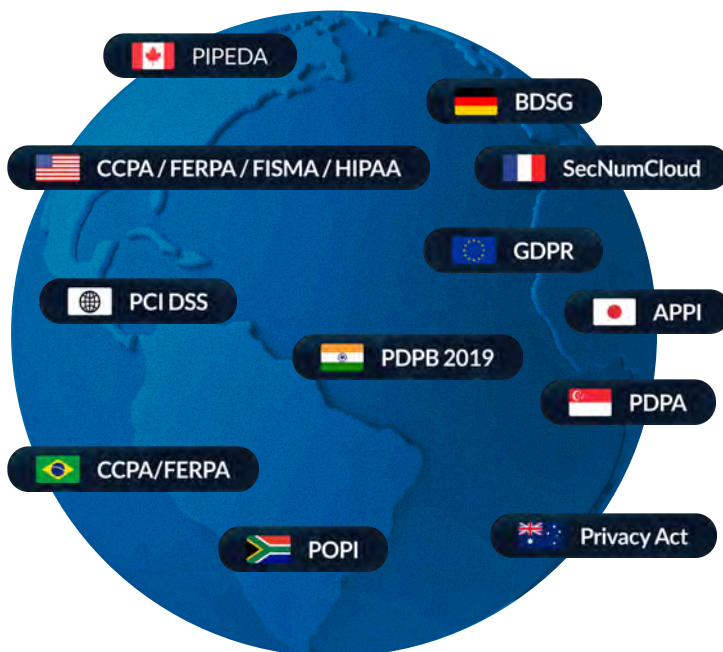 PIPEDA
BDSG
CCPA / FERPA / FISMA / HIPAA
SecNumCloud
GDPR
PCI DSS
APPI
PDPB 2019
PDPA
CCPA/FERPA
Privacy Act
POPI